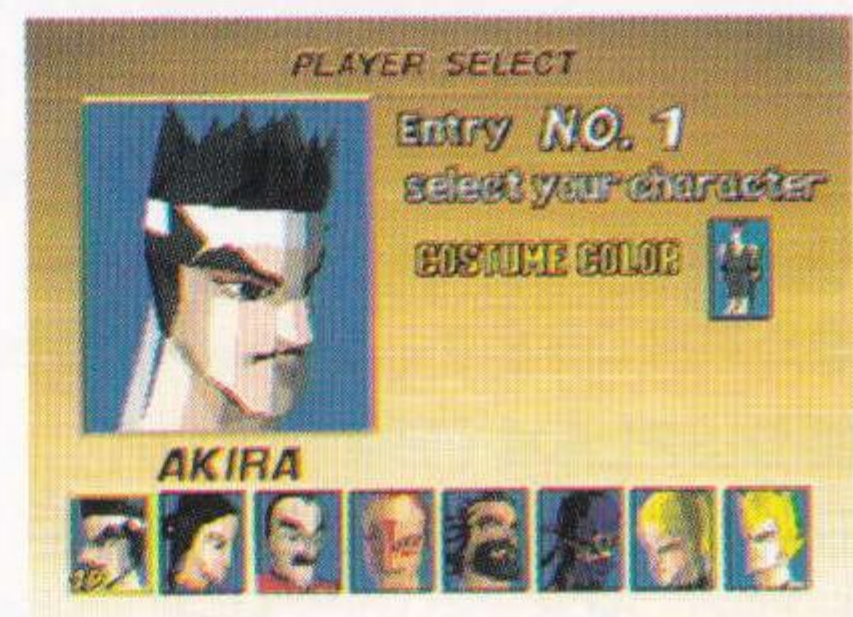 PLAYER SELECT
Entry NO. 1
select your character
COSTUME COLOR
AKIRA